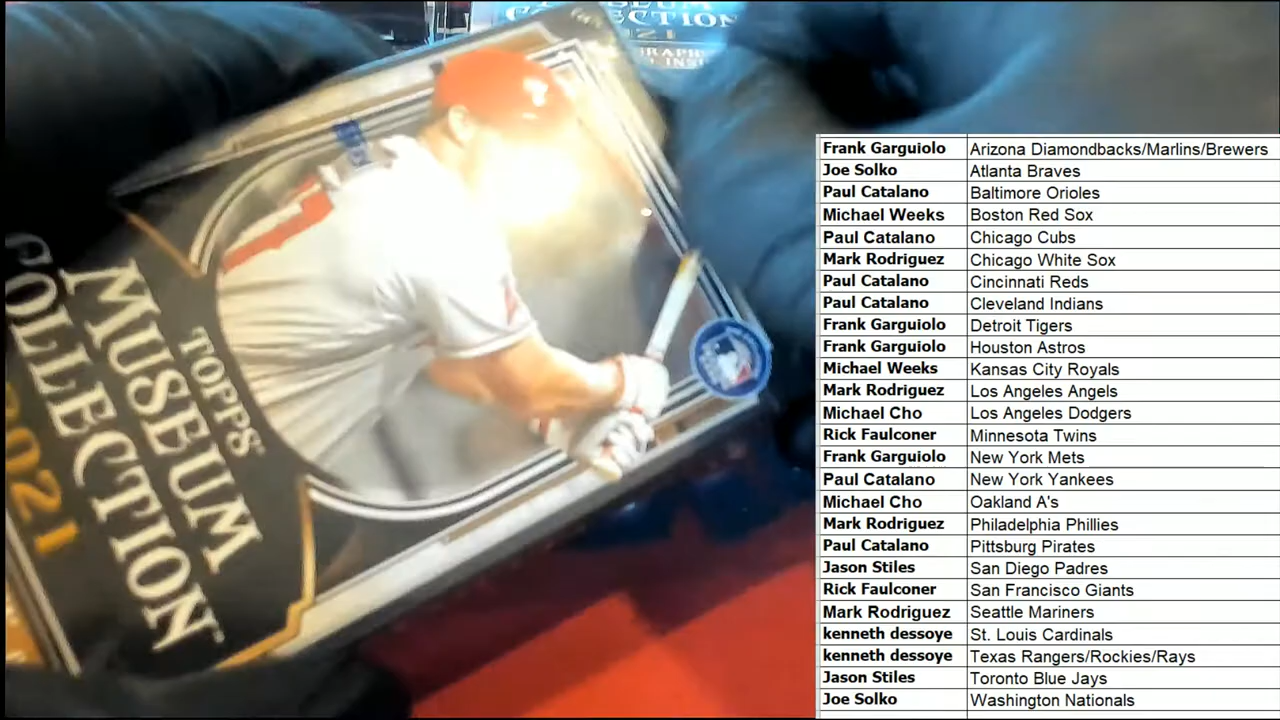 TOPPS
MUSEUM
COLLECTION
2021
Frank Garguiolo Arizona Diamondbacks/Marlins/Brewers
Joe Solko Atlanta Braves
Paul Catalano Baltimore Orioles
Michael Weeks Boston Red Sox
Paul Catalano Chicago Cubs
Mark Rodriguez Chicago White Sox
Paul Catalano Cincinnati Reds
Paul Catalano Cleveland Indians
Frank Garguiolo Detroit Tigers
Frank Garguiolo Houston Astros
Michael Weeks Kansas City Royals
Mark Rodriguez Los Angeles Angels
Michael Cho Los Angeles Dodgers
Rick Faulconer Minnesota Twins
Frank Garguiolo New York Mets
Paul Catalano New York Yankees
Michael Cho Oakland A's
Mark Rodriguez Philadelphia Phillies
Paul Catalano Pittsburg Pirates
Jason Stiles San Diego Padres
Rick Faulconer San Francisco Giants
Mark Rodriguez Seattle Mariners
kenneth dessoye St. Louis Cardinals
kenneth dessoye Texas Rangers/Rockies/Rays
Jason Stiles Toronto Blue Jays
Joe Solko Washington Nationals